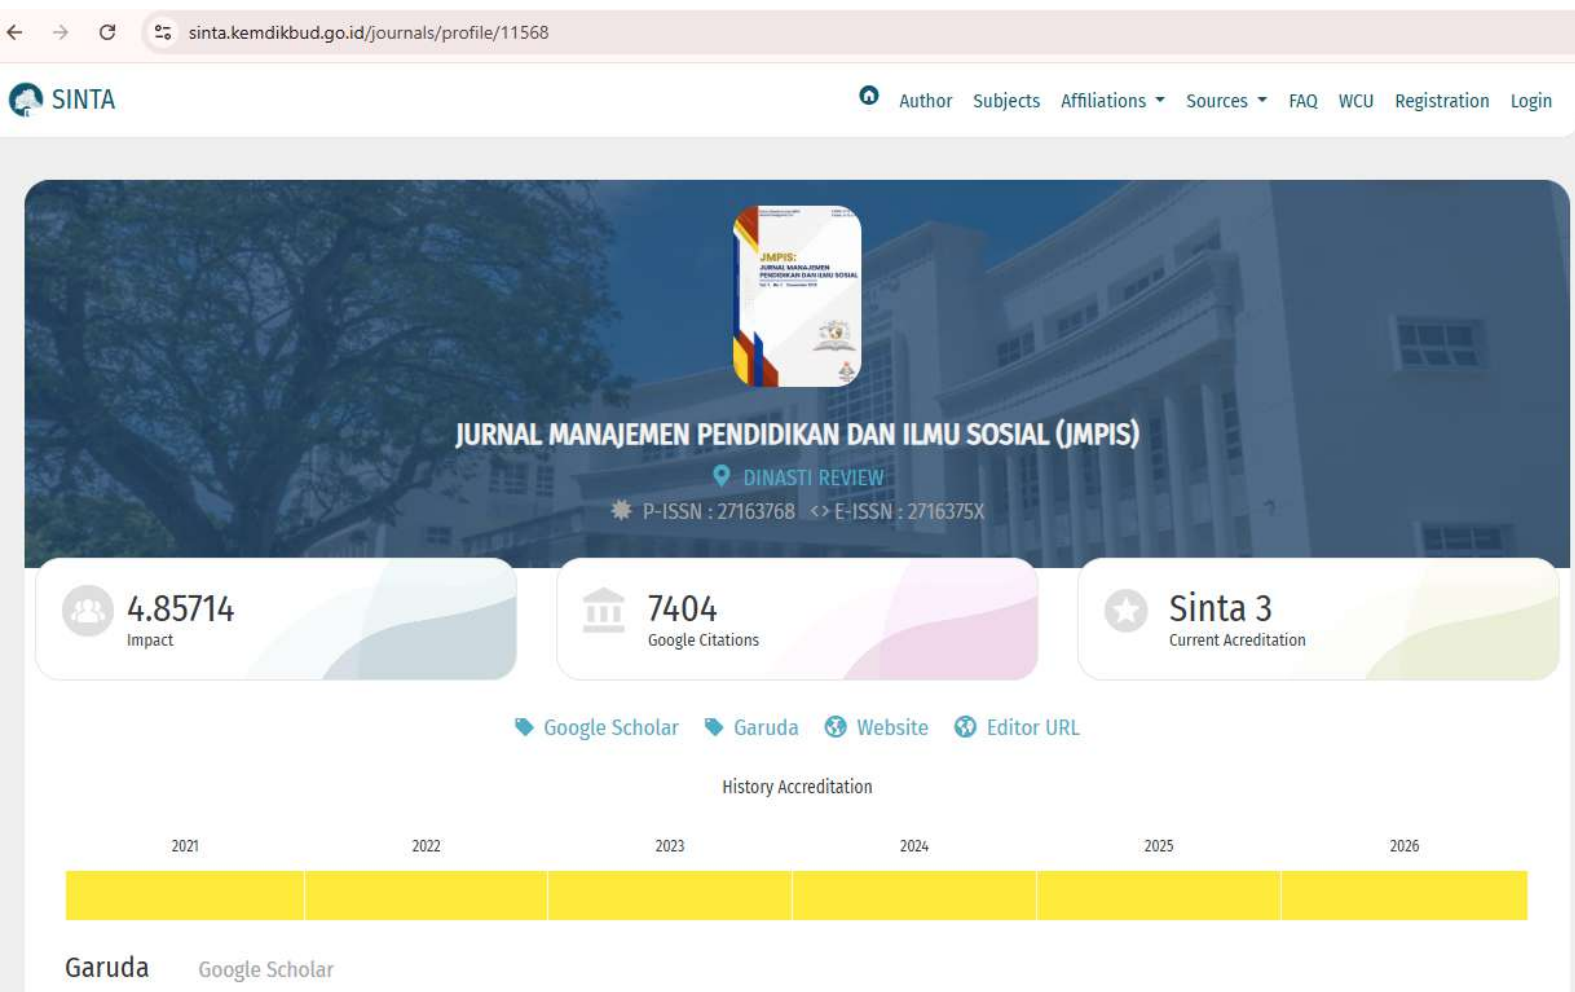 sinta.kemdikbud.go.id/journals/profile/11568
SINTA
Author Subjects Affiliations Sources FAQ WCU Registration Login
JMPIS:
JURNAL MANAJEMEN
PENDIDIKAN DAN ILMU SOSIAL
JURNAL MANAJEMEN PENDIDIKAN DAN ILMU SOSIAL (JMPIS)
DINASTI REVIEW
P-ISSN : 27163768 <> E-ISSN : 2716375X
4.85714
Impact
7404
Google Citations
Sinta 3
Current Acreditation
Google Scholar Garuda Website Editor URL
History Accreditation
2021 2022 2023 2024 2025 2026
Garuda Google Scholar